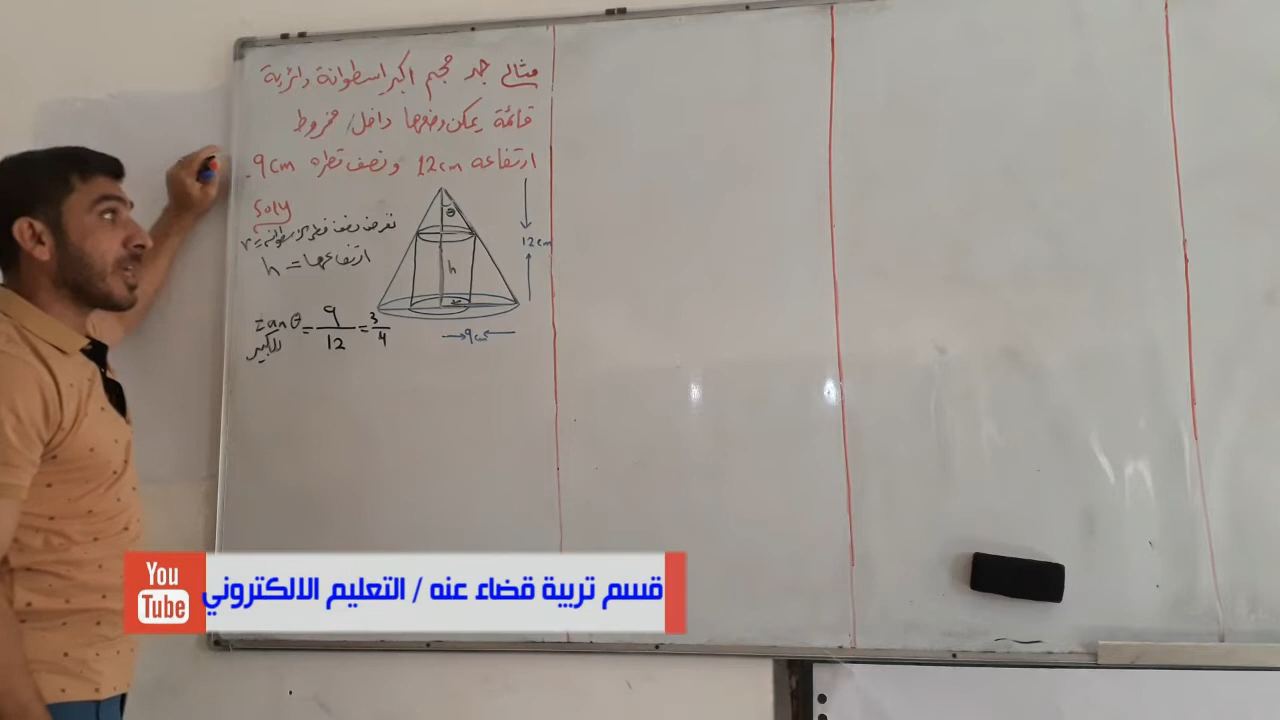 مثال جد حجم اكبر اسطوانة دائرية
قائمة يمكن وضعها داخل مخروط
ارتفاعه 12cm ونصف قطره 9cm.
Soly
نفرض نصف قطر الاسطوانة = r
ارتفاعها = h
θ
h
r
12cm
9cm
tan θ = 9/12 = 3/4
للكبير
You
Tube
قسم تربية قضاء عنه / التعليم الالكتروني